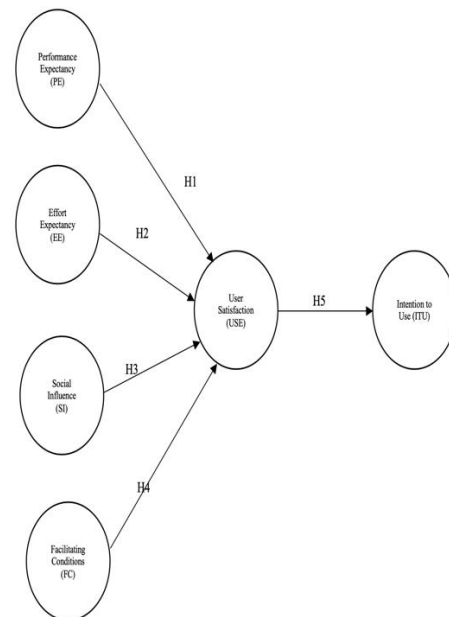 Performance
Expectancy
(PE)
H1
Effort
Expectancy
(EE)
H2
User
Satisfaction
(USE)
H5
Intention to
Use (ITU)
H3
Social
Influence
(SI)
H4
Facilitating
Conditions
(FC)